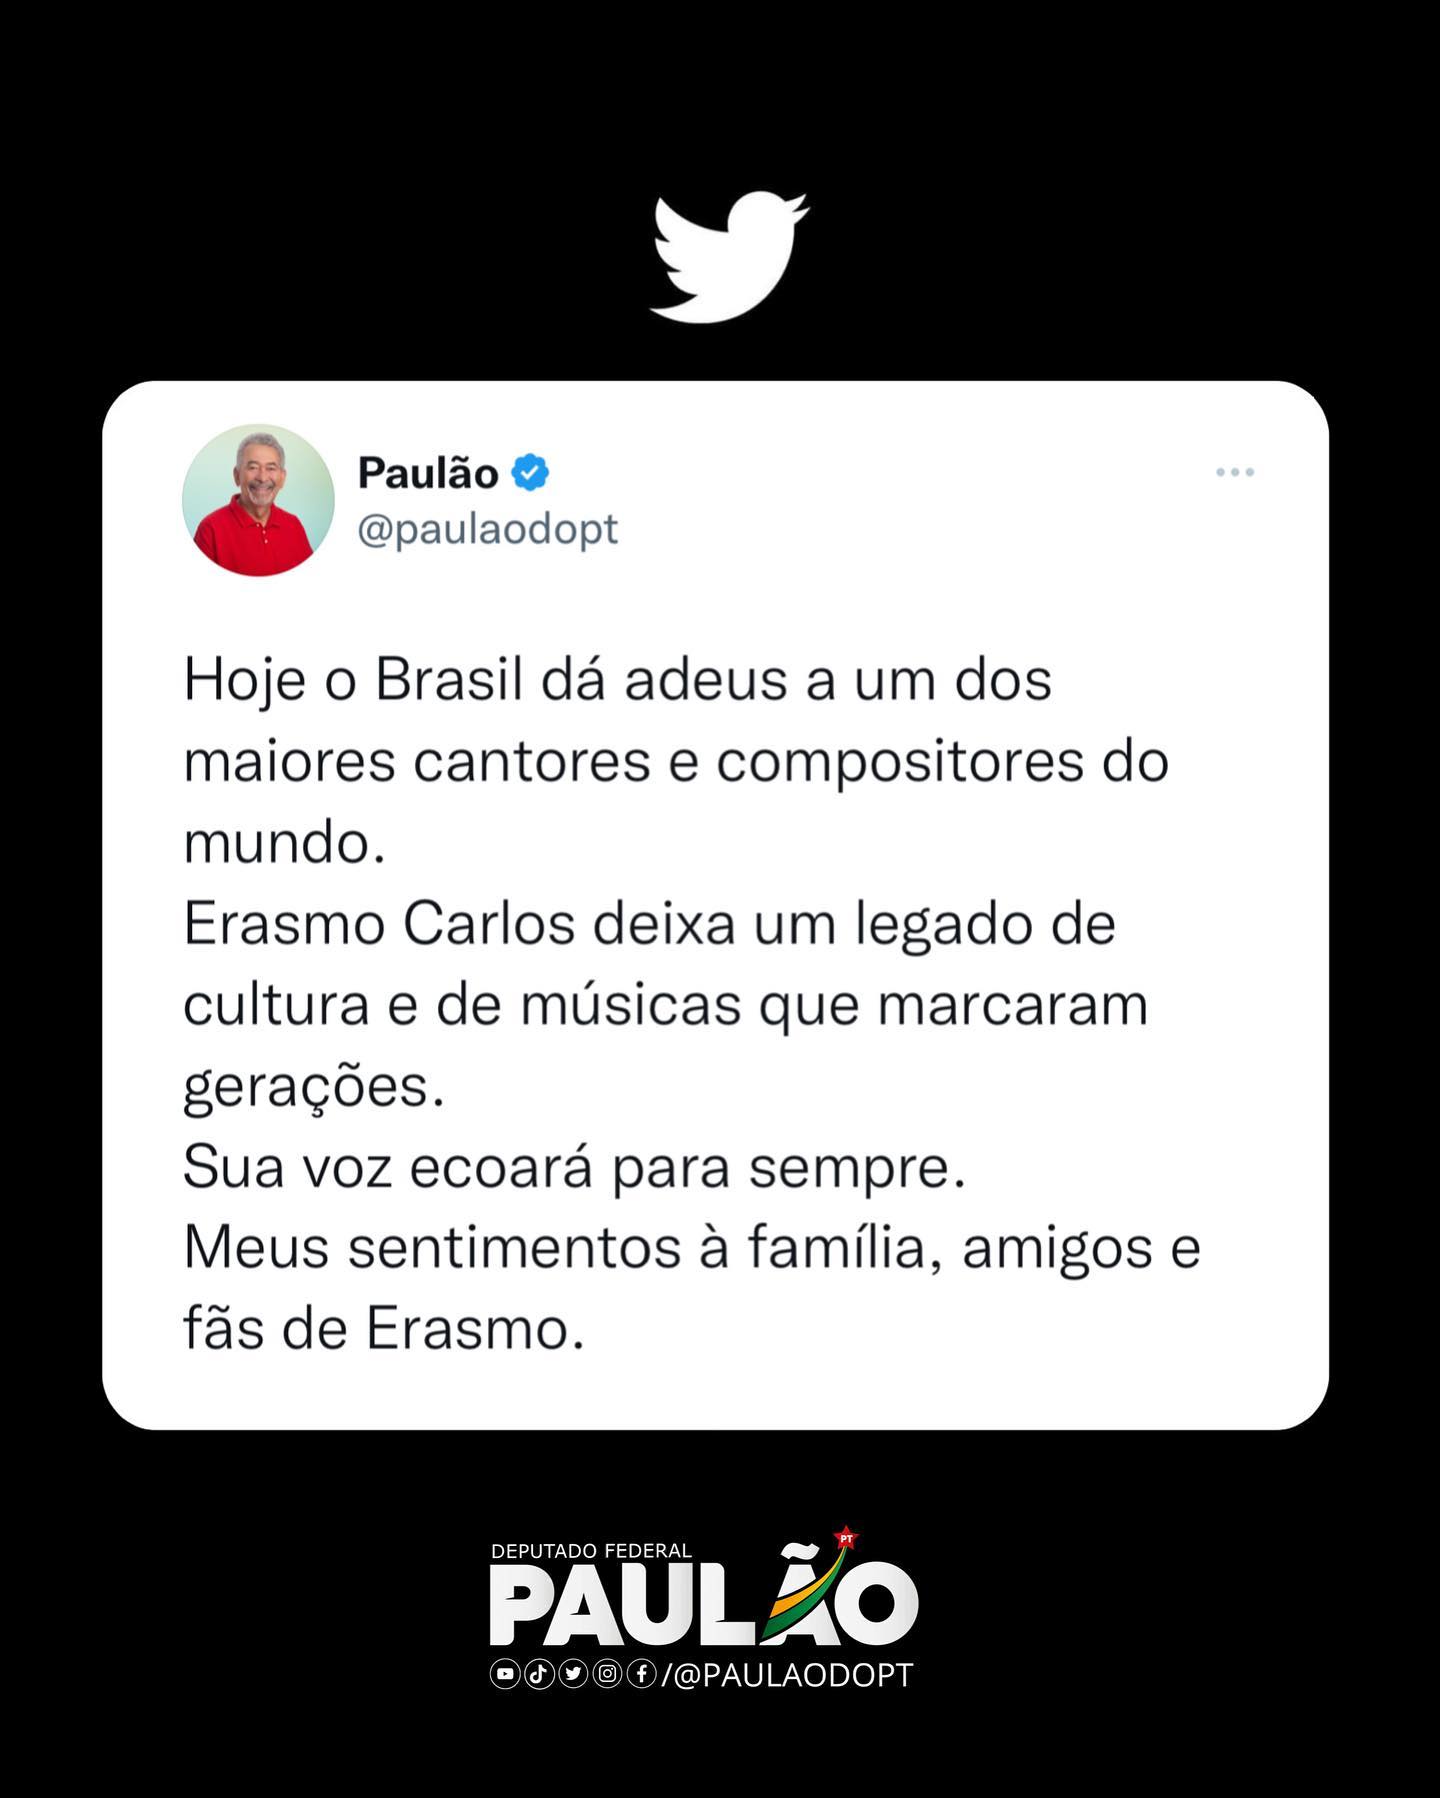 Paulão
@paulaodopt
Hoje o Brasil dá adeus a um dos
maiores cantores e compositores do
mundo.
Erasmo Carlos deixa um legado de
cultura e de músicas que marcaram
gerações.
Sua voz ecoará para sempre.
Meus sentimentos à família, amigos e
fãs de Erasmo.
PT
DEPUTADO FEDERAL
PAULÃO
/@PAULAODOPT